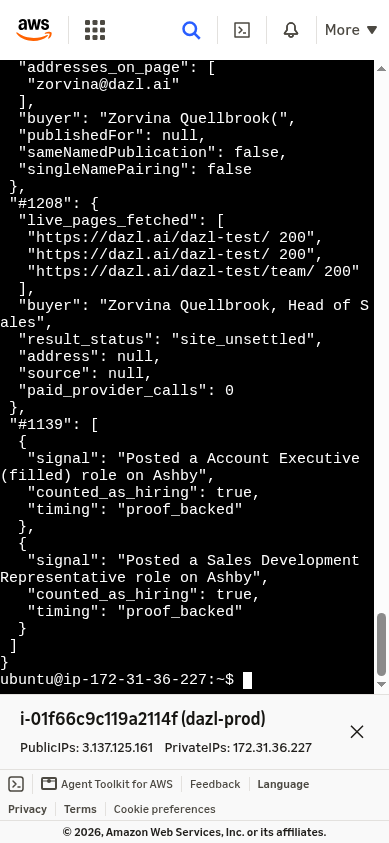 aws
More
"addresses_on_page": [
"zorvina@dazl.ai"
],
"buyer": "Zorvina Quellbrook(",
"publishedFor": null,
"sameNamedPublication": false,
"singleNamePairing": false
},
"#1208": {
"live_pages_fetched": [
"https://dazl.ai/dazl-test/ 200",
"https://dazl.ai/dazl-test/ 200",
"https://dazl.ai/dazl-test/team/ 200"
],
"buyer": "Zorvina Quellbrook, Head of S
ales",
"result_status": "site_unsettled",
"address": null,
"source": null,
"paid_provider_calls": 0
},
"#1139": [
{
"signal": "Posted a Account Executive
(filled) role on Ashby",
"counted_as_hiring": true,
"timing": "proof_backed"
},
{
"signal": "Posted a Sales Development
Representative role on Ashby",
"counted_as_hiring": true,
"timing": "proof_backed"
}
]
}
ubuntu@ip-172-31-36-227:~$
i-01f66c9c119a2114f (dazl-prod)
PublicIPs: 3.137.125.161 PrivateIPs: 172.31.36.227
Agent Toolkit for AWS Feedback Language
Privacy Terms Cookie preferences
© 2026, Amazon Web Services, Inc. or its affiliates.